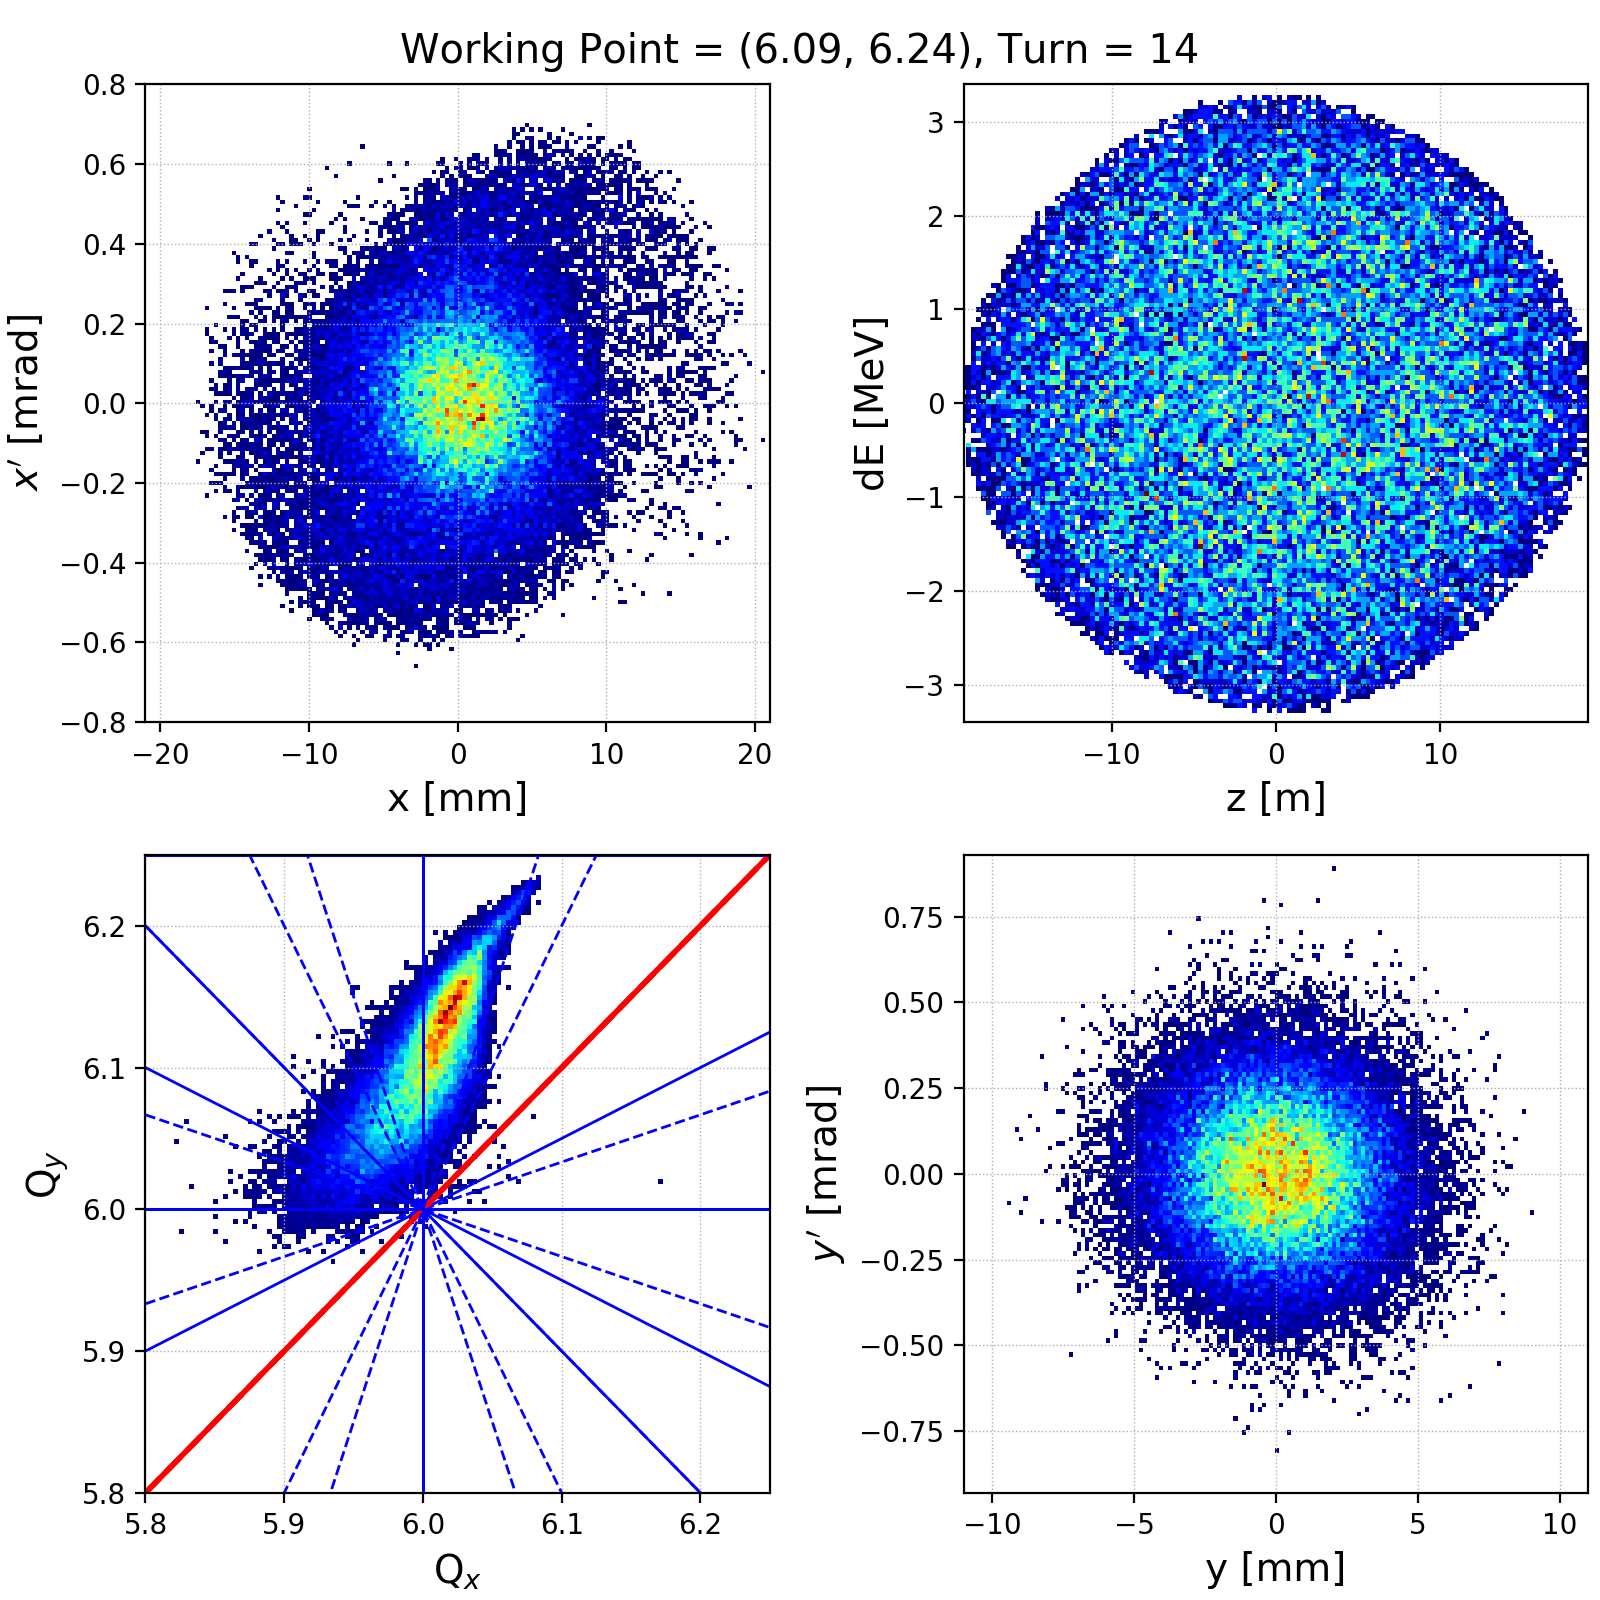 Working Point = (6.09, 6.24), Turn = 14
0.8
0.6
0.4
0.2
0.0
−0.2
−0.4
−0.6
−0.8
x′ [mrad]
−20 −10 0 10 20
x [mm]
3
2
1
0
−1
−2
−3
dE [MeV]
−10 0 10
z [m]
6.2
6.1
6.0
5.9
5.8
Qy
5.8 5.9 6.0 6.1 6.2
Qx
0.75
0.50
0.25
0.00
−0.25
−0.50
−0.75
y′ [mrad]
−10 −5 0 5 10
y [mm]